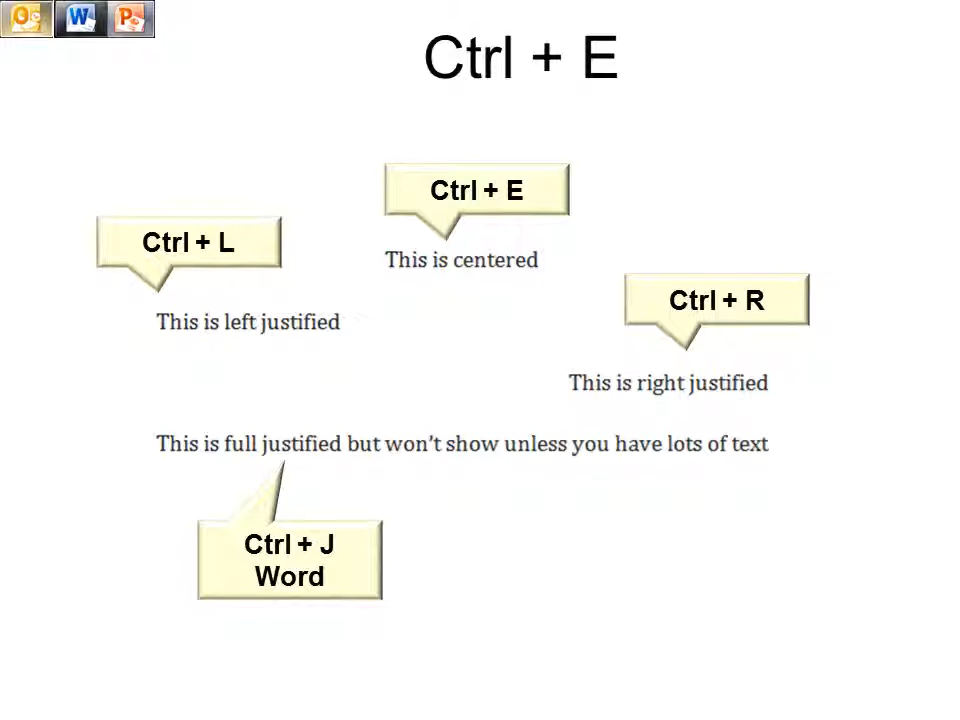 O W P
Ctrl + E
Ctrl + E
Ctrl + L
This is centered
Ctrl + R
This is left justified
This is right justified
This is full justified but won't show unless you have lots of text
Ctrl + J
Word